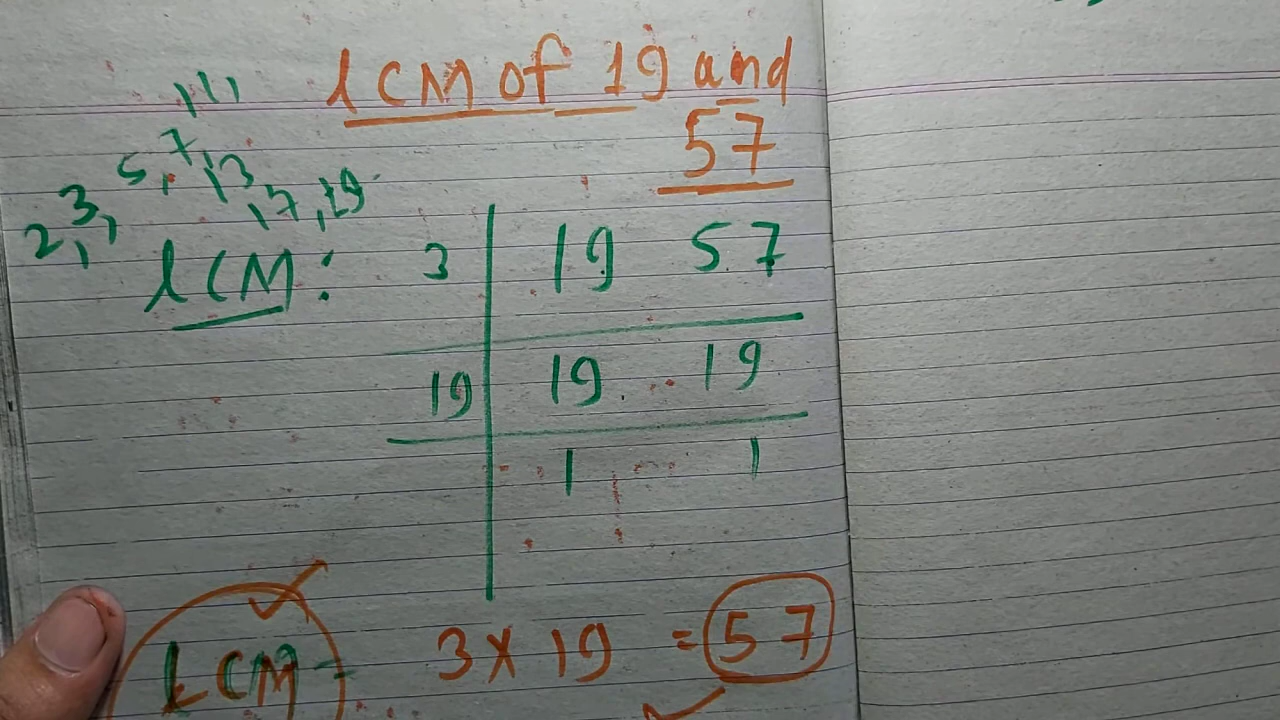 LCM of 19 and
57
2, 3, 5, 7, 11,
13
17, 19
LCM: 3 19 57
19 19 19
1 1
LCM - 3 x 19 = 57